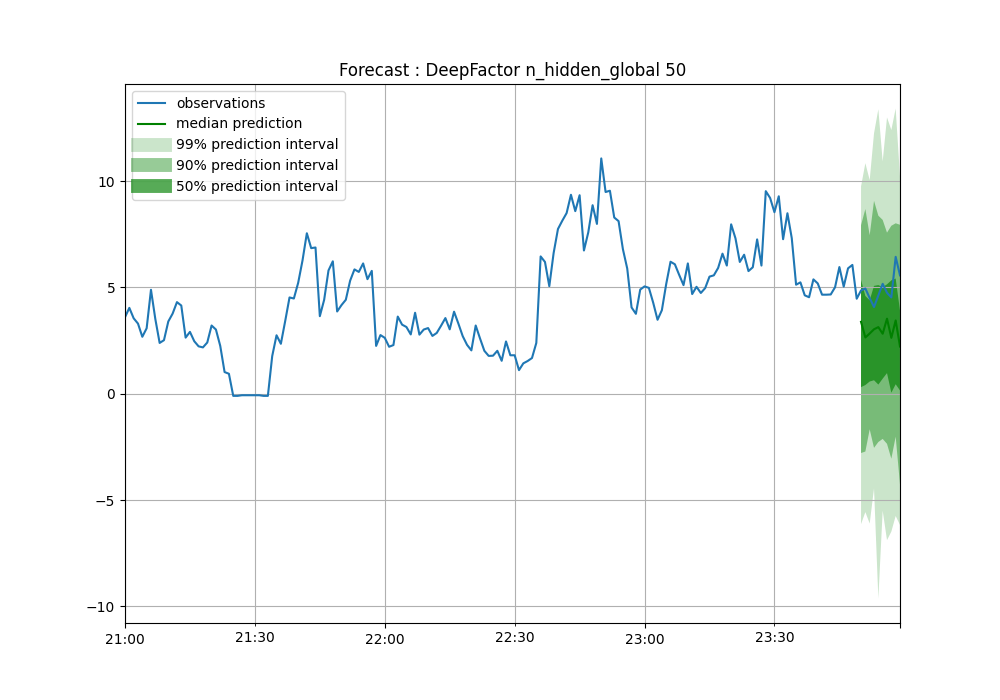 Forecast : DeepFactor n_hidden_global 50
observations
median prediction
99% prediction interval
90% prediction interval
50% prediction interval
10
5
0
−5
−10
21:00
21:30
22:00
22:30
23:00
23:30